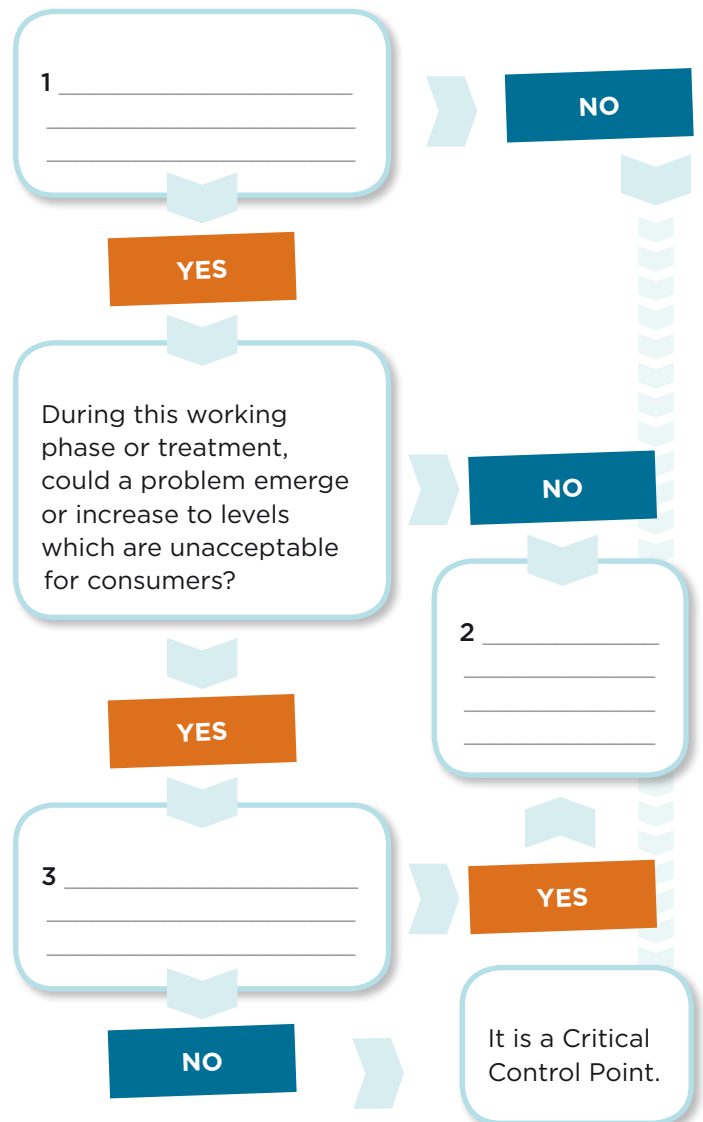 1
NO
YES
During this working
phase or treatment,
could a problem emerge
or increase to levels
which are unacceptable
for consumers?
NO
2
YES
3
YES
NO
It is a Critical
Control Point.